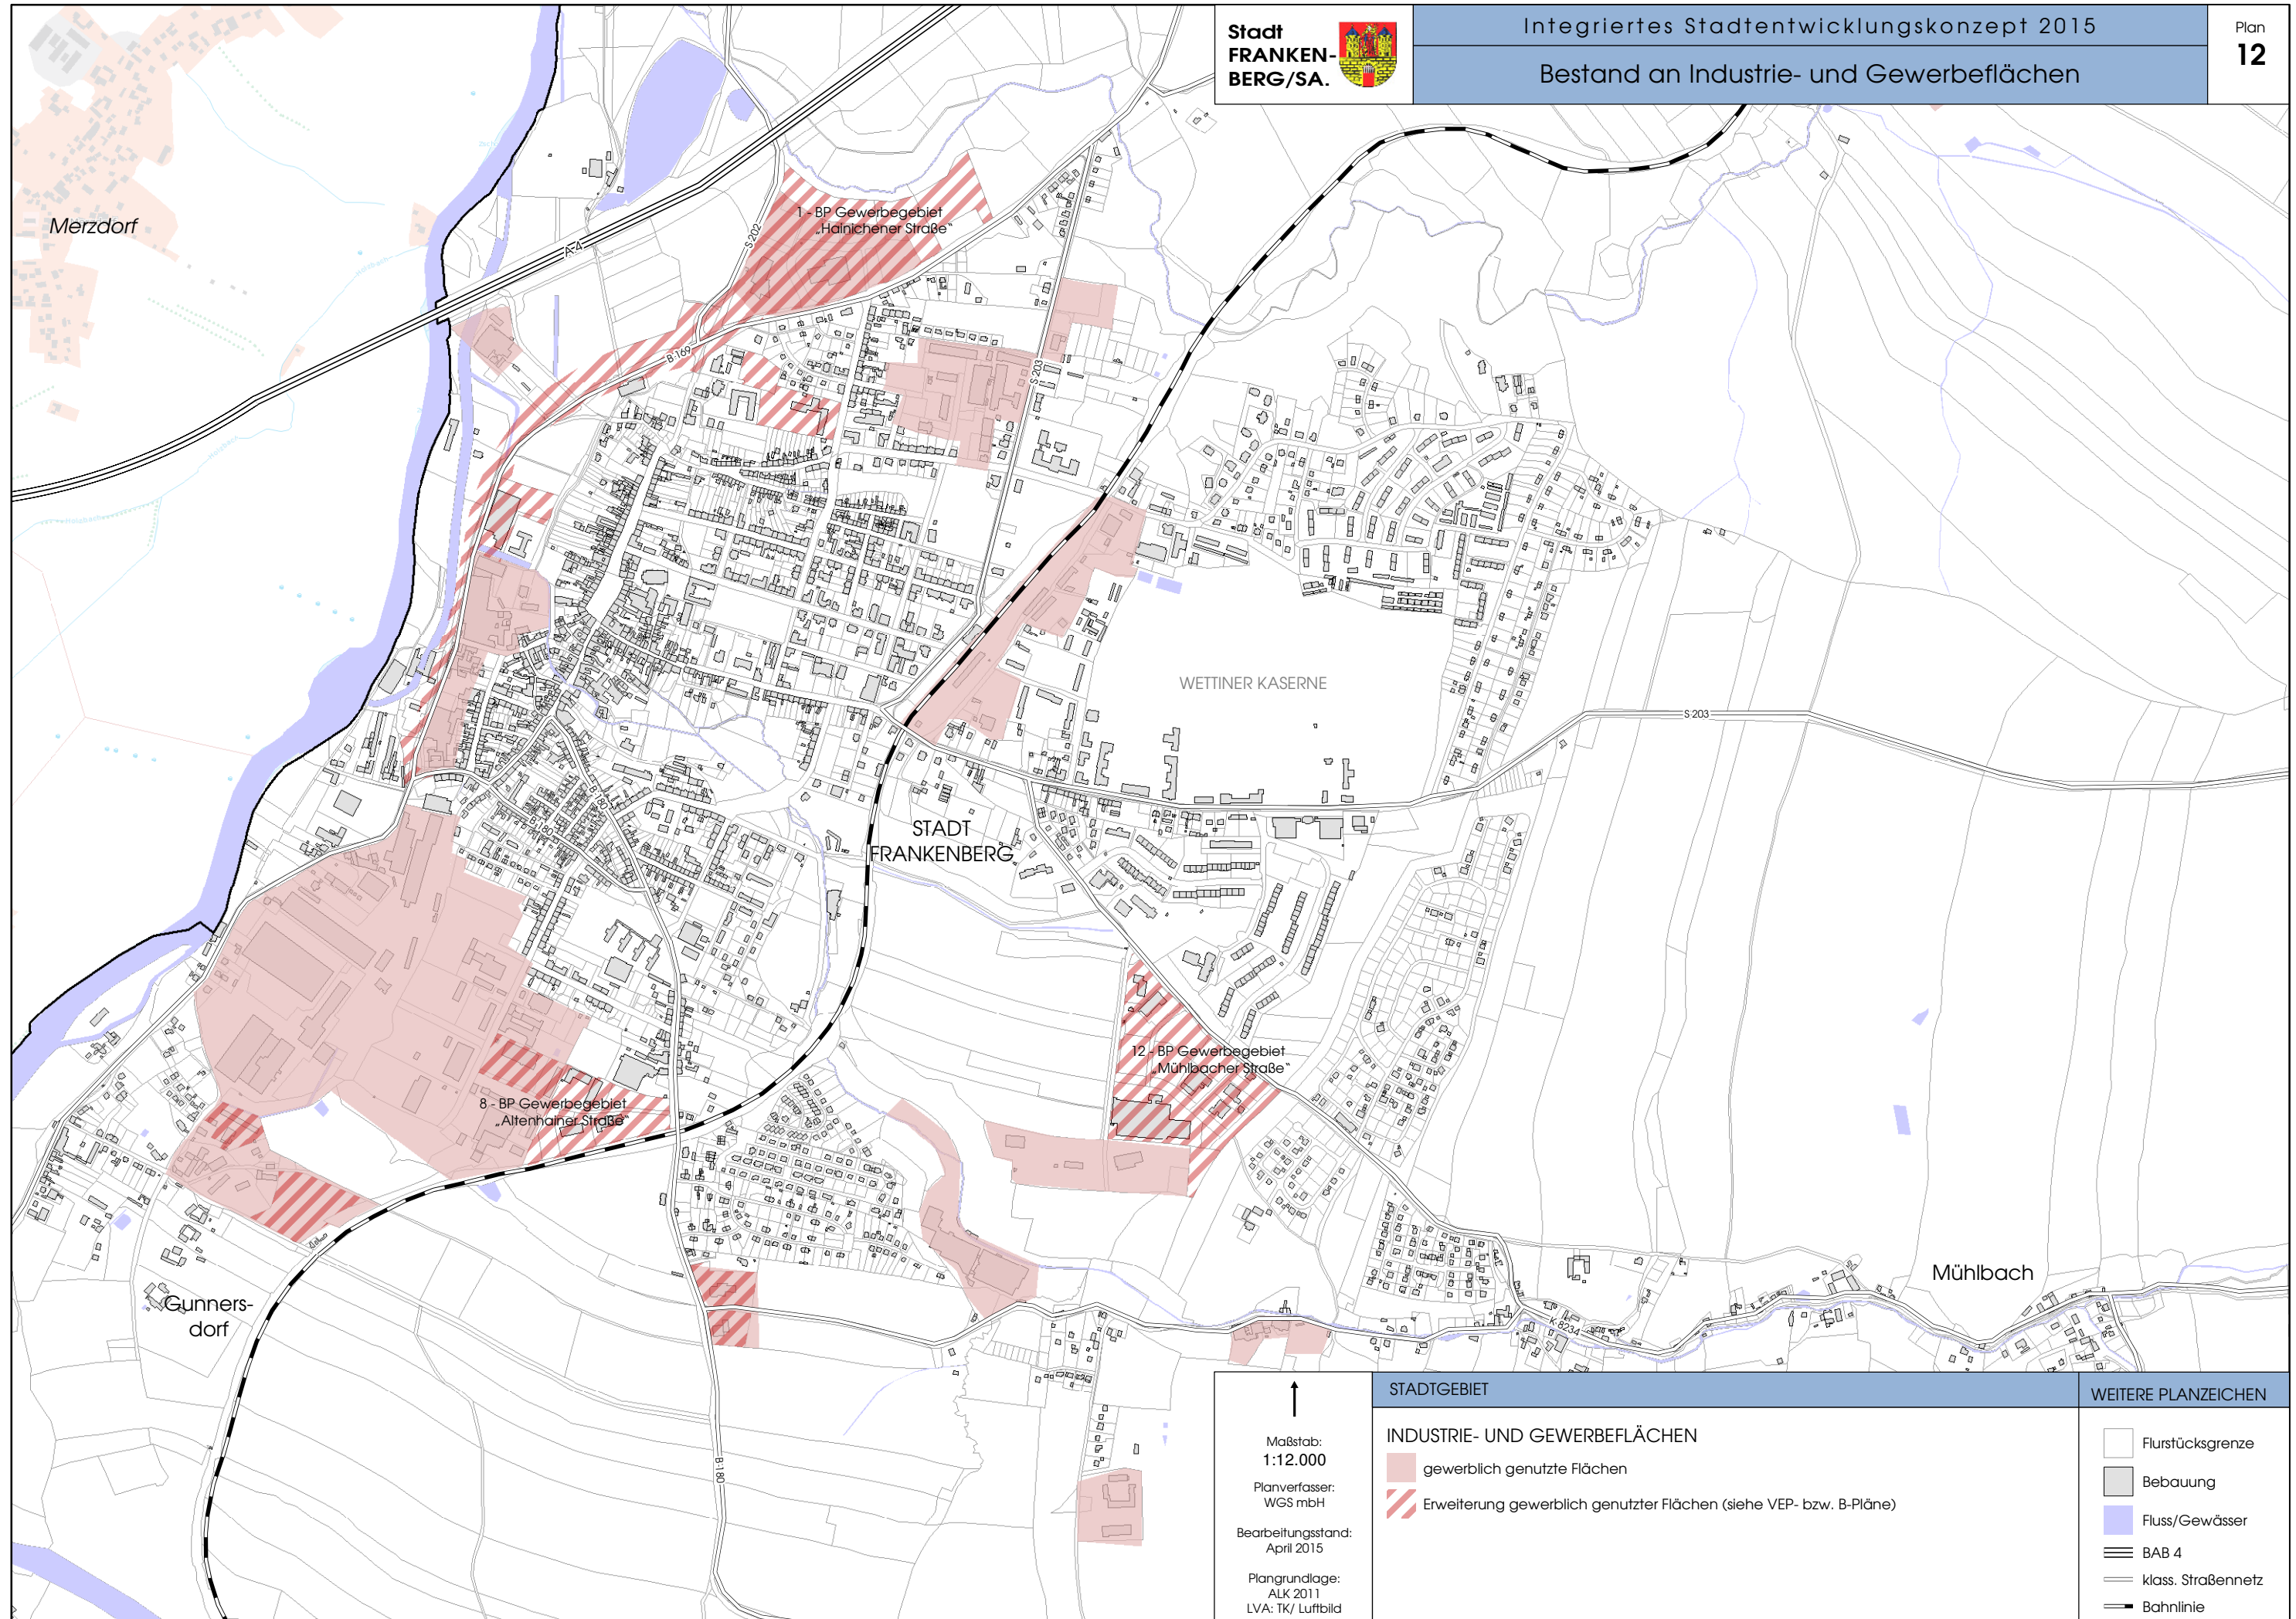 Stadt
FRANKEN-
BERG/SA.
Integriertes Stadtentwicklungskonzept 2015
Bestand an Industrie- und Gewerbeflächen
Plan
12
Merzdorf
A-4
S 202
1 - BP Gewerbegebiet
„Hainichener Straße“
B-169
S 203
WETTINER KASERNE
S 203
STADT
FRANKENBERG
B-180
B-180
12 - BP Gewerbegebiet
„Mühlbacher Straße“
8 - BP Gewerbegebiet
„Altenhainer Straße“
Gunners-
dorf
Mühlbach
K-8234
B-180
Maßstab:
1:12.000
Planverfasser:
WGS mbH
Bearbeitungsstand:
April 2015
Plangrundlage:
ALK 2011
LVA: TK/ Luftbild
STADTGEBIET
INDUSTRIE- UND GEWERBEFLÄCHEN
gewerblich genutzte Flächen
Erweiterung gewerblich genutzter Flächen (siehe VEP- bzw. B-Pläne)
WEITERE PLANZEICHEN
Flurstücksgrenze
Bebauung
Fluss/Gewässer
BAB 4
klass. Straßennetz
Bahnlinie